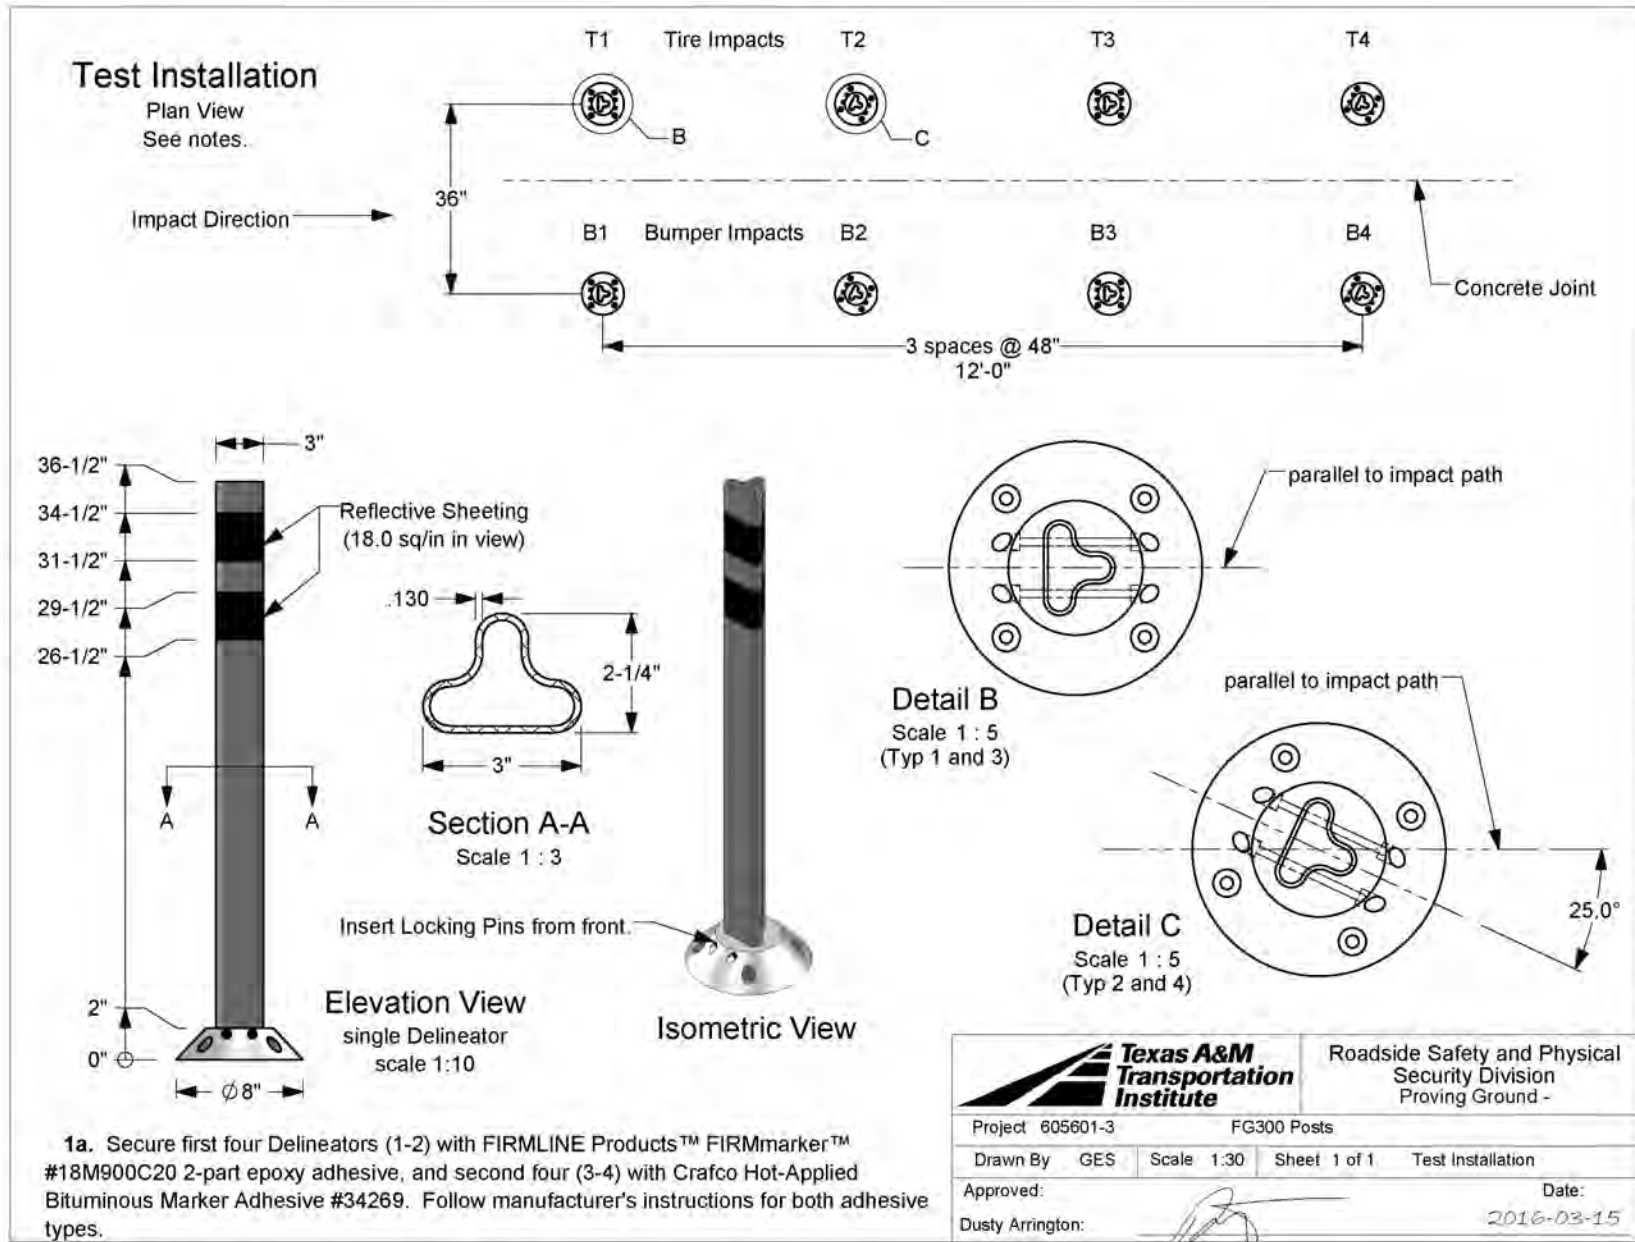 Test Installation
Plan View
See notes.
T1 Tire Impacts T2 T3 T4
B
C
36"
Impact Direction
B1 Bumper Impacts B2 B3 B4
Concrete Joint
3 spaces @ 48"
12'-0"
3"
36-1/2"
34-1/2"
31-1/2"
29-1/2"
26-1/2"
Reflective Sheeting
(18.0 sq/in in view)
A A
2"
0"
Ø 8"
Elevation View
single Delineator
scale 1:10
.130
2-1/4"
3"
Section A-A
Scale 1 : 3
Insert Locking Pins from front.
Isometric View
parallel to impact path
Detail B
Scale 1 : 5
(Typ 1 and 3)
parallel to impact path
25.0°
Detail C
Scale 1 : 5
(Typ 2 and 4)
1a. Secure first four Delineators (1-2) with FIRMLINE Products™ FIRMmarker™
#18M900C20 2-part epoxy adhesive, and second four (3-4) with Crafco Hot-Applied
Bituminous Marker Adhesive #34269. Follow manufacturer's instructions for both adhesive
types.
Texas A&M
Transportation
Institute
Roadside Safety and Physical
Security Division
Proving Ground -
Project 605601-3 FG300 Posts
Drawn By GES Scale 1:30 Sheet 1 of 1 Test Installation
Approved: Date:
Dusty Arrington: 2016-03-15